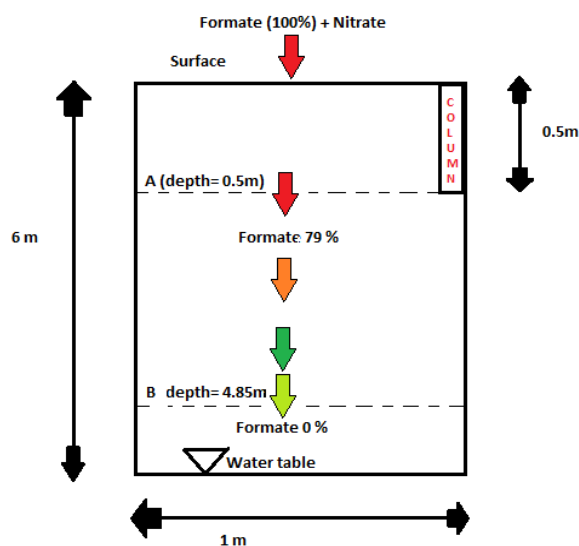 Formate (100%) + Nitrate
Surface
COLUMN
0.5m
A (depth= 0.5m)
6 m
Formate 79 %
B depth= 4.85m
Formate 0 %
Water table
1 m